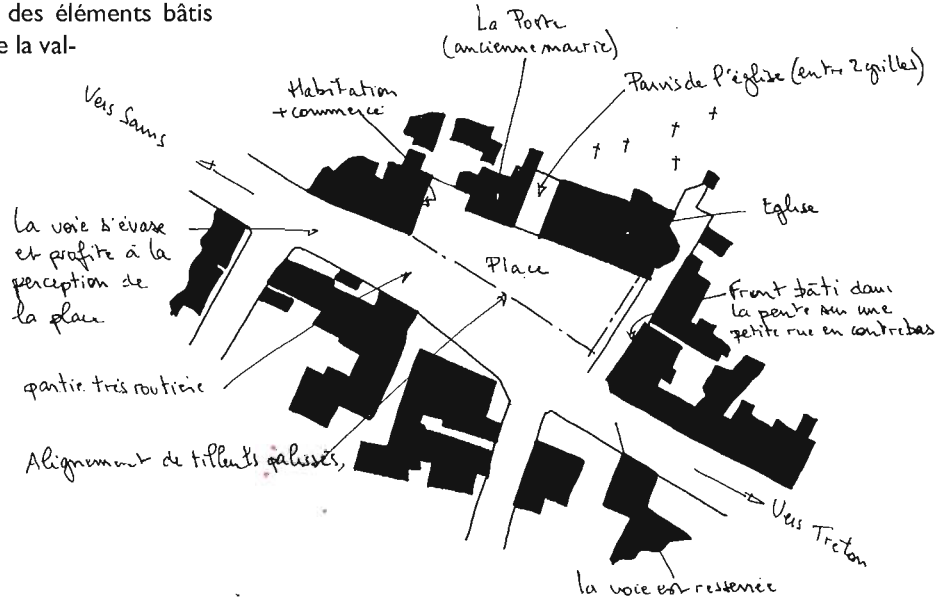 des éléments bâtis
e la val-
La Poste
(ancienne mairie)
Parvis de l'église (entre 2 grilles)
Habitation
+ commerce
Vers Sains
Eglise
La voie s'évase
et profite à la
perception de
la place
Place
Front bâti dans
la pente sur une
petite rue en contrebas
partie très routière
Alignement de tilleuls palissés,
Vers Trélon
la voie est resserrée